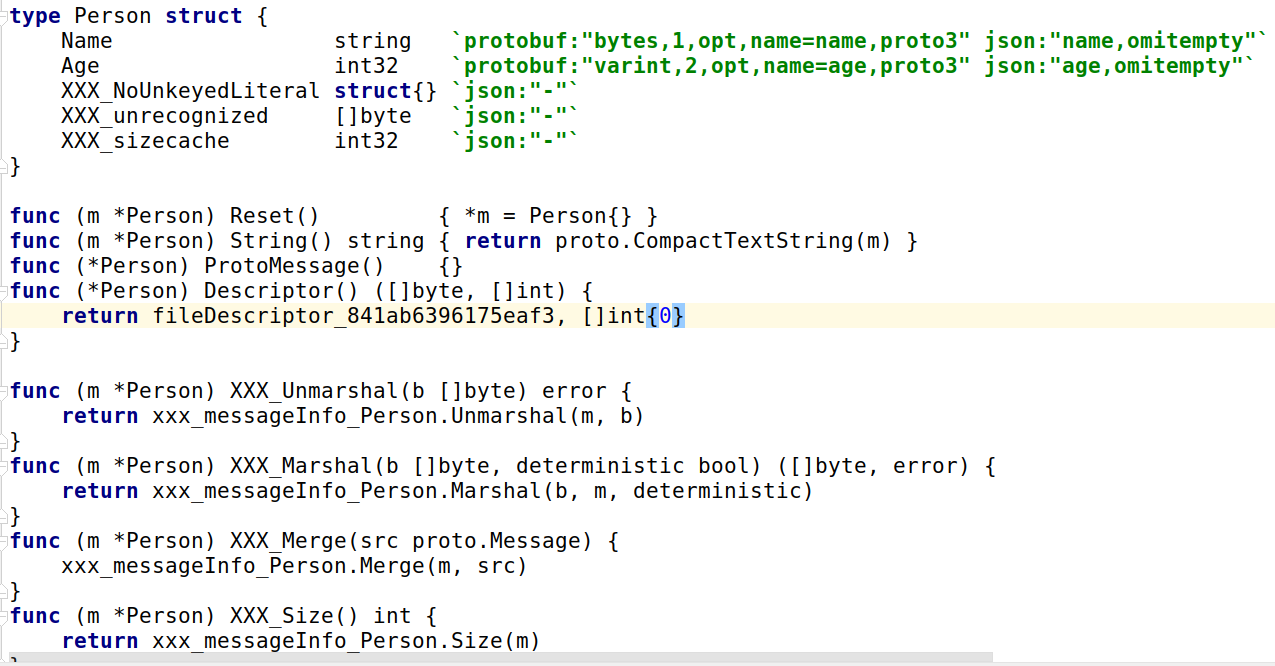 type Person struct {
    Name                 string   `protobuf:"bytes,1,opt,name=name,proto3" json:"name,omitempty"`
    Age                  int32    `protobuf:"varint,2,opt,name=age,proto3" json:"age,omitempty"`
    XXX_NoUnkeyedLiteral struct{} `json:"-"`
    XXX_unrecognized     []byte   `json:"-"`
    XXX_sizecache        int32    `json:"-"`
}

func (m *Person) Reset()         { *m = Person{} }
func (m *Person) String() string { return proto.CompactTextString(m) }
func (*Person) ProtoMessage()    {}
func (*Person) Descriptor() ([]byte, []int) {
    return fileDescriptor_841ab6396175eaf3, []int{0}
}

func (m *Person) XXX_Unmarshal(b []byte) error {
    return xxx_messageInfo_Person.Unmarshal(m, b)
}
func (m *Person) XXX_Marshal(b []byte, deterministic bool) ([]byte, error) {
    return xxx_messageInfo_Person.Marshal(b, m, deterministic)
}
func (m *Person) XXX_Merge(src proto.Message) {
    xxx_messageInfo_Person.Merge(m, src)
}
func (m *Person) XXX_Size() int {
    return xxx_messageInfo_Person.Size(m)
}